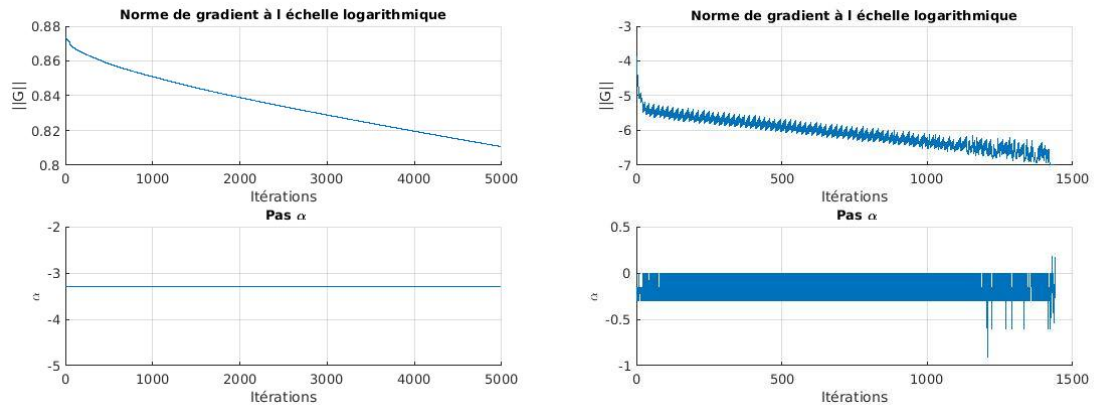 Norme de gradient à l échelle logarithmique
0.88
0.86
0.84
0.82
0.8
||G||
0 1000 2000 3000 4000 5000
Itérations
Pas α
-2
-3
-4
-5
α
0 1000 2000 3000 4000 5000
Itérations
Norme de gradient à l échelle logarithmique
-3
-4
-5
-6
-7
||G||
0 500 1000 1500
Itérations
Pas α
0.5
0
-0.5
-1
α
0 500 1000 1500
Itérations